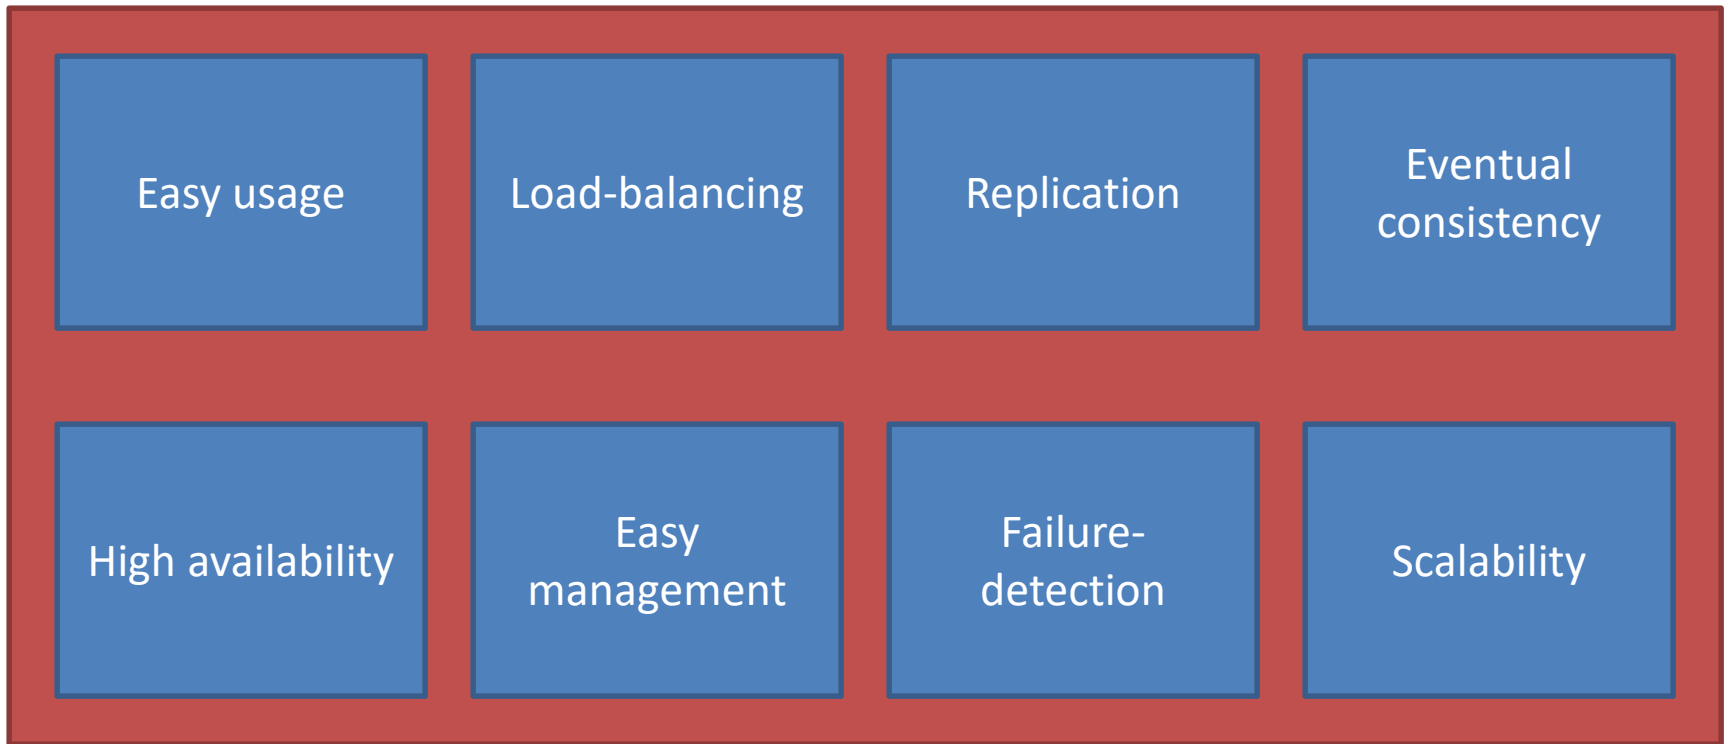 Easy usage
Load-balancing
Replication
Eventual
consistency
High availability
Easy
management
Failure-
detection
Scalability